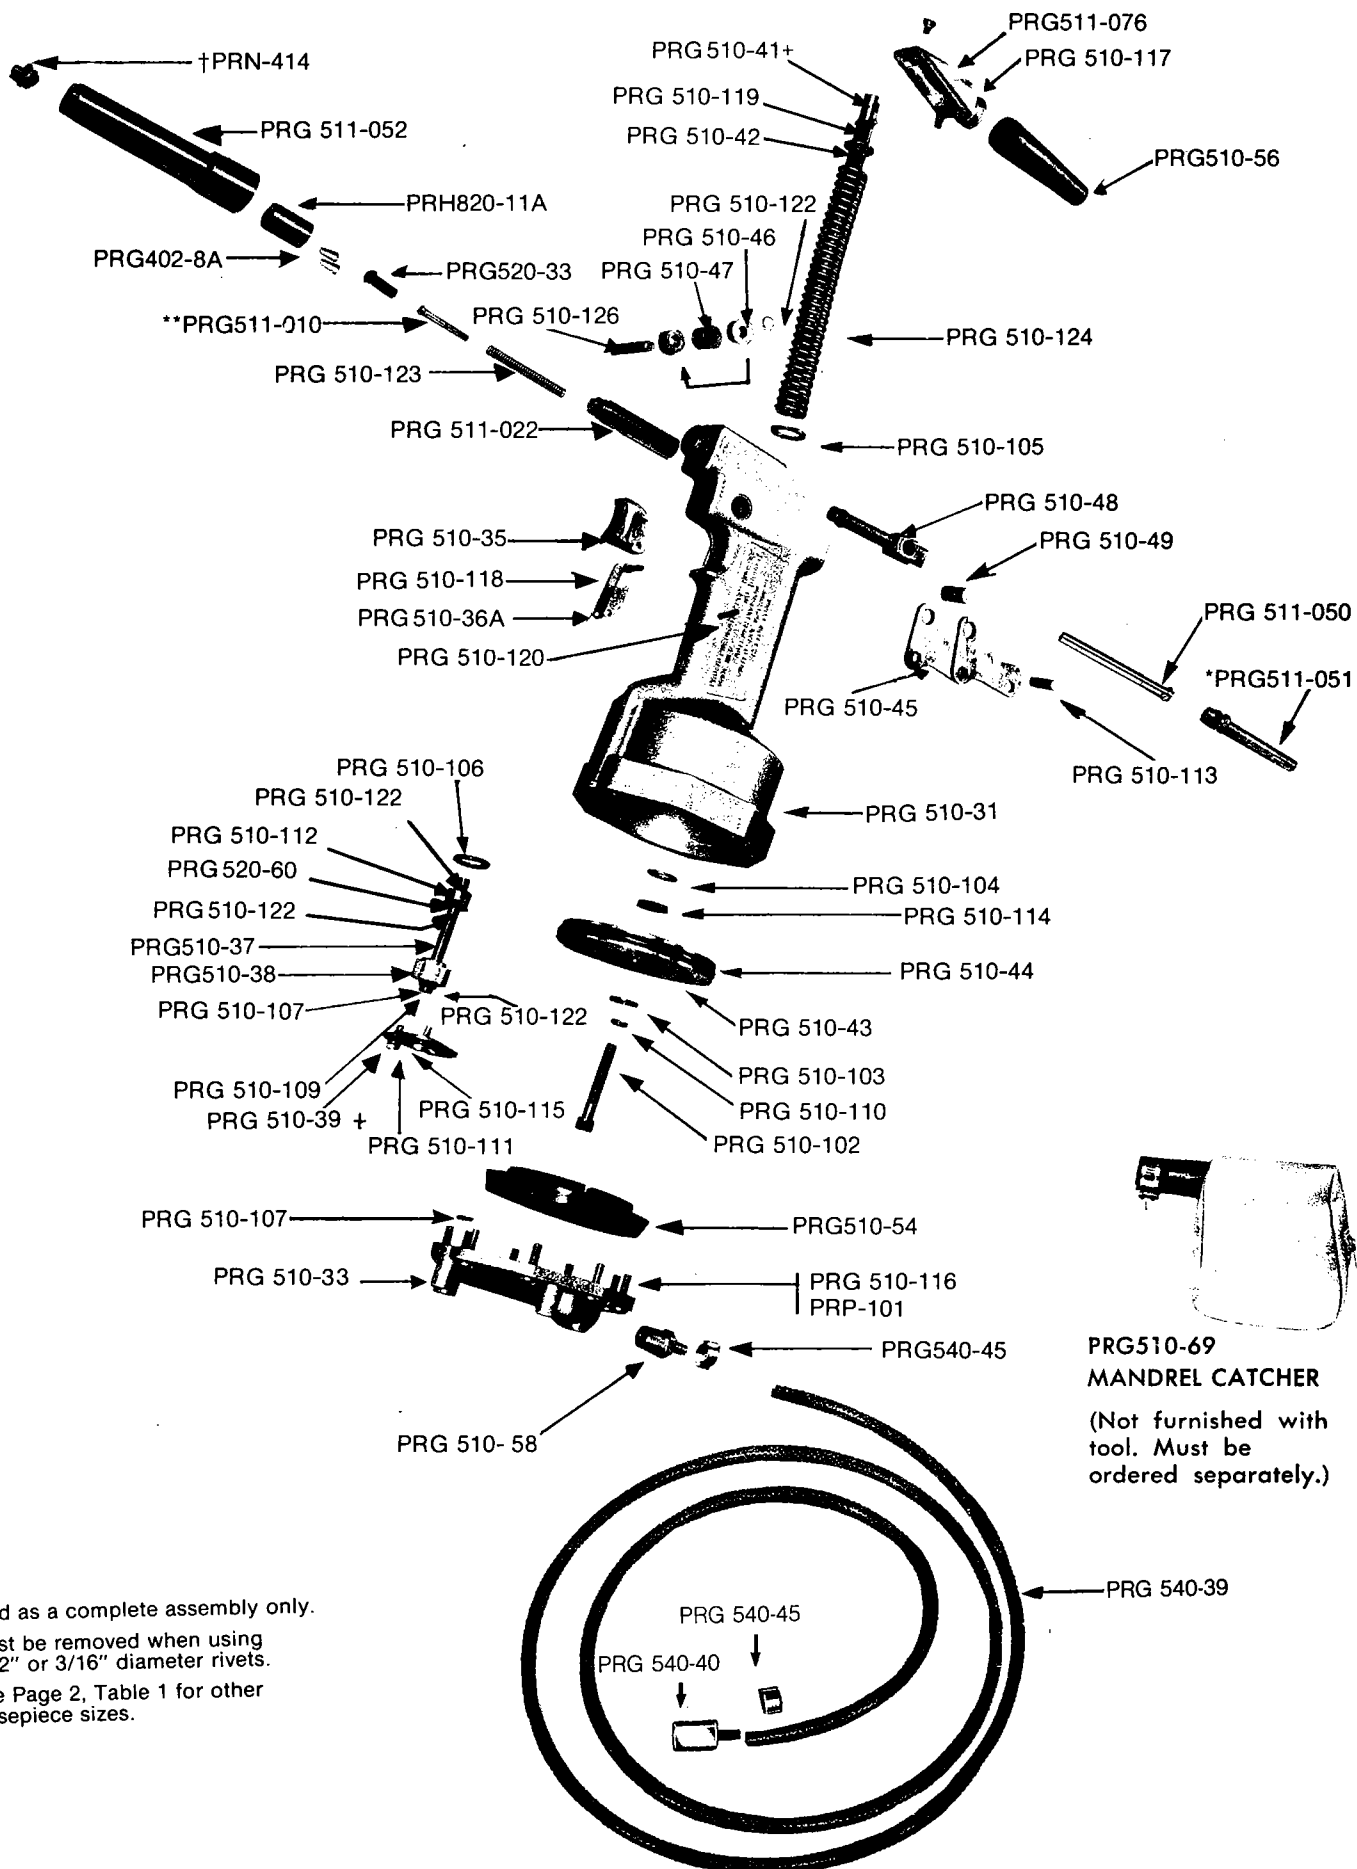 †PRN-414
PRG 511-052
PRH820-11A
PRG402-8A
PRG520-33
**PRG511-010
PRG 510-123
PRG 511-022
PRG 510-41+
PRG 510-119
PRG 510-42
PRG 510-122
PRG 510-46
PRG 510-47
PRG 510-126
PRG511-076
PRG 510-117
PRG510-56
PRG 510-124
PRG 510-105
PRG 510-48
PRG 510-49
PRG 511-050
*PRG511-051
PRG 510-45
PRG 510-113
PRG 510-35
PRG 510-118
PRG 510-36A
PRG 510-120
PRG 510-31
PRG 510-106
PRG 510-122
PRG 510-112
PRG 520-60
PRG 510-122
PRG510-37
PRG510-38
PRG 510-107
PRG 510-122
PRG 510-109
PRG 510-39 +
PRG 510-115
PRG 510-111
PRG 510-104
PRG 510-114
PRG 510-44
PRG 510-43
PRG 510-103
PRG 510-110
PRG 510-102
PRG 510-107
PRG 510-33
PRG510-54
PRG 510-116
PRP-101
PRG540-45
PRG 510-58
PRG510-69
MANDREL CATCHER
(Not furnished with
tool. Must be
ordered separately.)
PRG 540-39
PRG 540-45
PRG 540-40
d as a complete assembly only.
st be removed when using
2" or 3/16" diameter rivets.
e Page 2, Table 1 for other
sepiece sizes.